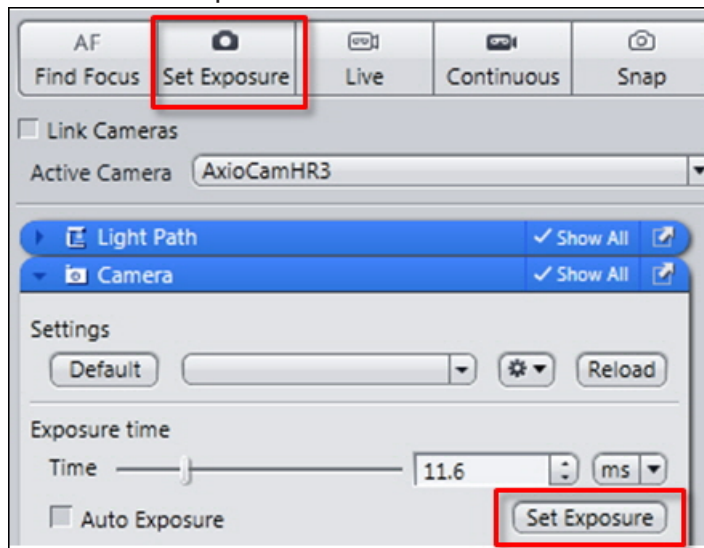 AF
Find Focus
Set Exposure
Live
Continuous
Snap
Link Cameras
Active Camera AxioCamHR3
Light Path Show All
Camera Show All
Settings
Default Reload
Exposure time
Time 11.6 ms
Auto Exposure Set Exposure